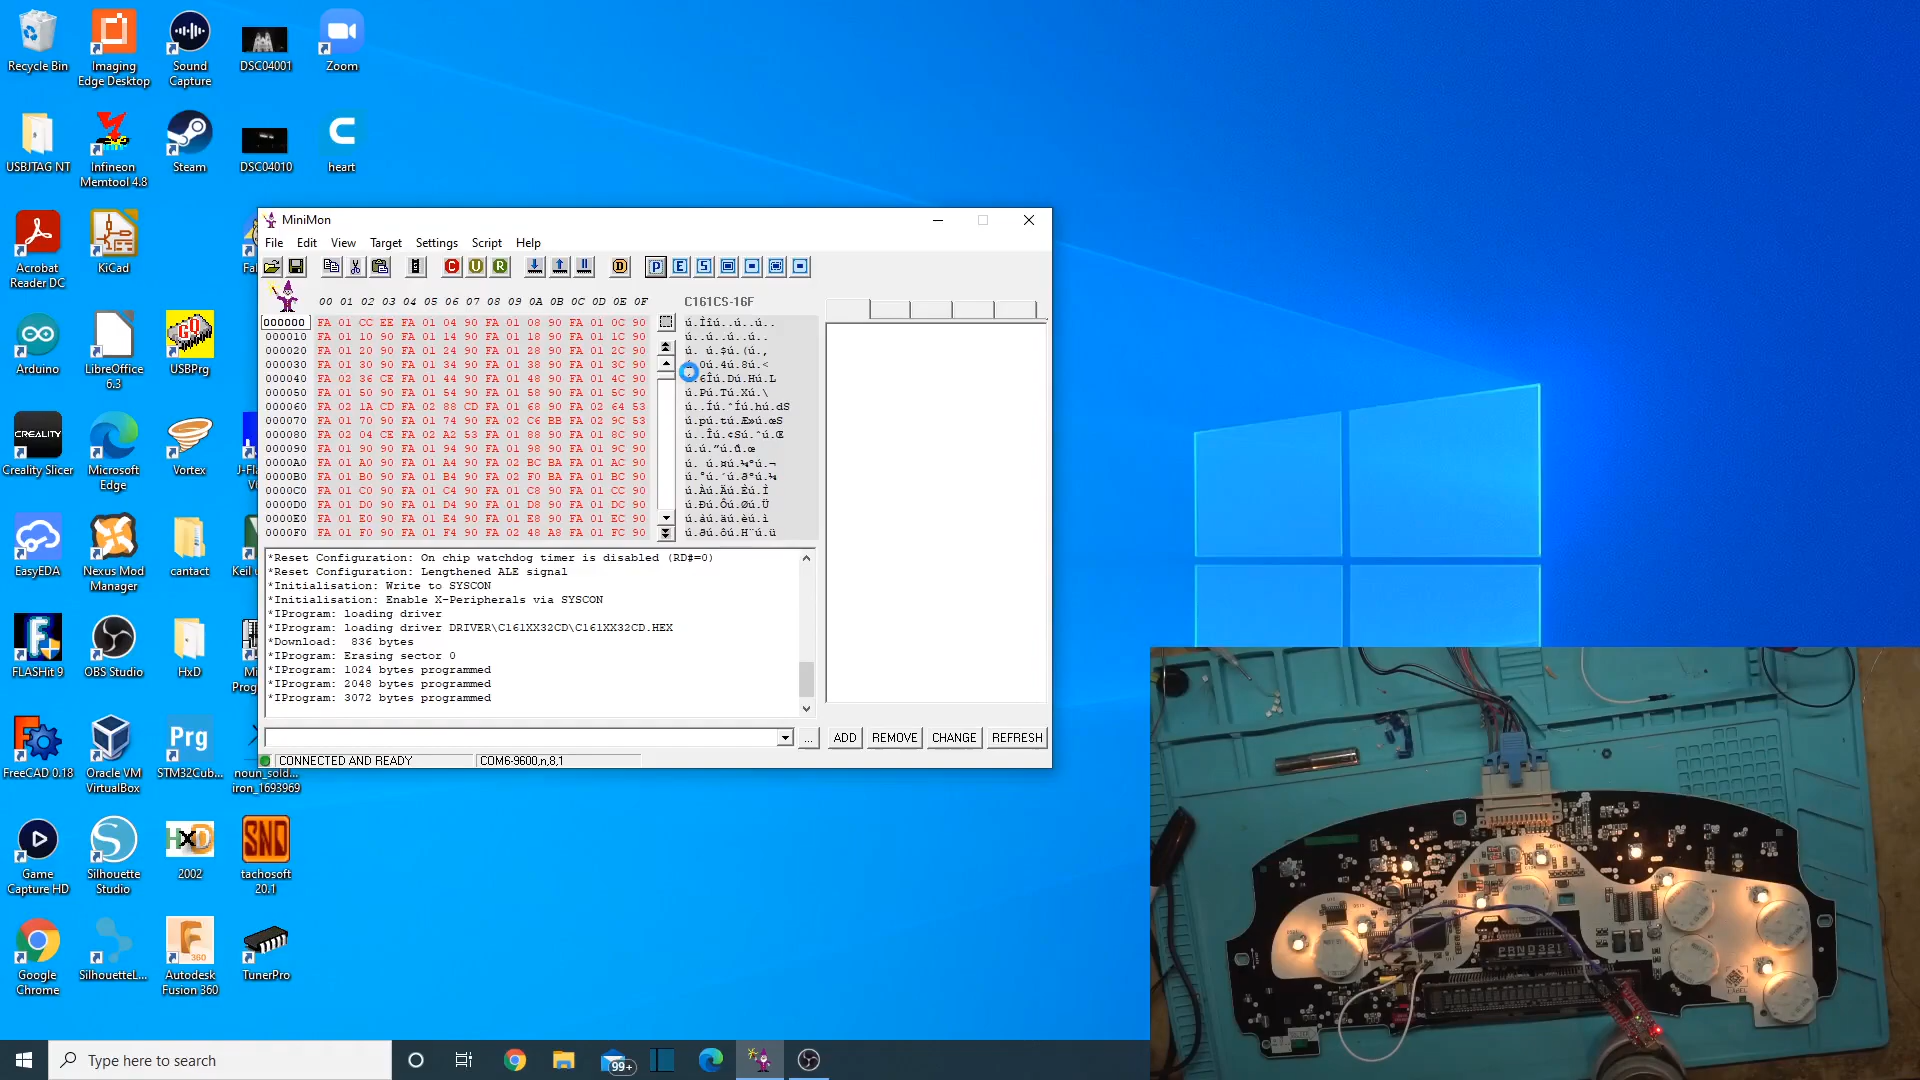 Recycle Bin
Imaging
Edge Desktop
Sound
Capture
DSC04001
Zoom
USBJTAG NT
Infineon
Memtool 4.8
Steam
DSC04010
heart
Acrobat
Reader DC
KiCad
Arduino
LibreOffice
6.3
USBPrg
Creality Slicer
Microsoft
Edge
Vortex
EasyEDA
Nexus Mod
Manager
cantact
FLASHit 9
OBS Studio
HxD
FreeCAD 0.18
Oracle VM
VirtualBox
STM32Cub...
noun_sold...
iron_1693969
Game
Capture HD
Silhouette
Studio
2002
tachosoft
20.1
Google
Chrome
SilhouetteL...
Autodesk
Fusion 360
TunerPro
MiniMon
File Edit View Target Settings Script Help
00 01 02 03 04 05 06 07 08 09 0A 0B 0C 0D 0E 0F C161CS-16F
000000 FA 01 CC EE FA 01 04 90 FA 01 08 90 FA 01 0C 90
000010 FA 01 10 90 FA 01 14 90 FA 01 18 90 FA 01 1C 90
000020 FA 01 20 90 FA 01 24 90 FA 01 28 90 FA 01 2C 90
000030 FA 01 30 90 FA 01 34 90 FA 01 38 90 FA 01 3C 90
000040 FA 02 36 CE FA 01 44 90 FA 01 48 90 FA 01 4C 90
000050 FA 01 50 90 FA 01 54 90 FA 01 58 90 FA 01 5C 90
000060 FA 02 1A CD FA 02 88 CD FA 01 68 90 FA 02 64 53
000070 FA 01 70 90 FA 01 74 90 FA 02 C6 BB FA 02 9C 53
000080 FA 02 04 CE FA 02 A2 53 FA 01 88 90 FA 01 8C 90
000090 FA 01 90 90 FA 01 94 90 FA 01 98 90 FA 01 9C 90
0000A0 FA 01 A0 90 FA 01 A4 90 FA 02 BC BA FA 01 AC 90
0000B0 FA 01 B0 90 FA 01 B4 90 FA 02 F0 BA FA 01 BC 90
0000C0 FA 01 C0 90 FA 01 C4 90 FA 01 C8 90 FA 01 CC 90
0000D0 FA 01 D0 90 FA 01 D4 90 FA 01 D8 90 FA 01 DC 90
0000E0 FA 01 E0 90 FA 01 E4 90 FA 01 E8 90 FA 01 EC 90
0000F0 FA 01 F0 90 FA 01 F4 90 FA 02 48 A8 FA 01 FC 90
*Reset Configuration: On chip watchdog timer is disabled (RD#=0)
*Reset Configuration: Lengthened ALE signal
*Initialisation: Write to SYSCON
*Initialisation: Enable X-Peripherals via SYSCON
*IProgram: loading driver
*IProgram: loading driver DRIVER\C161XX32CD\C161XX32CD.HEX
*Download: 836 bytes
*IProgram: Erasing sector 0
*IProgram: 1024 bytes programmed
*IProgram: 2048 bytes programmed
*IProgram: 3072 bytes programmed
... ADD REMOVE CHANGE REFRESH
CONNECTED AND READY COM6-9600,n,8,1
PRND321
Type here to search
99+